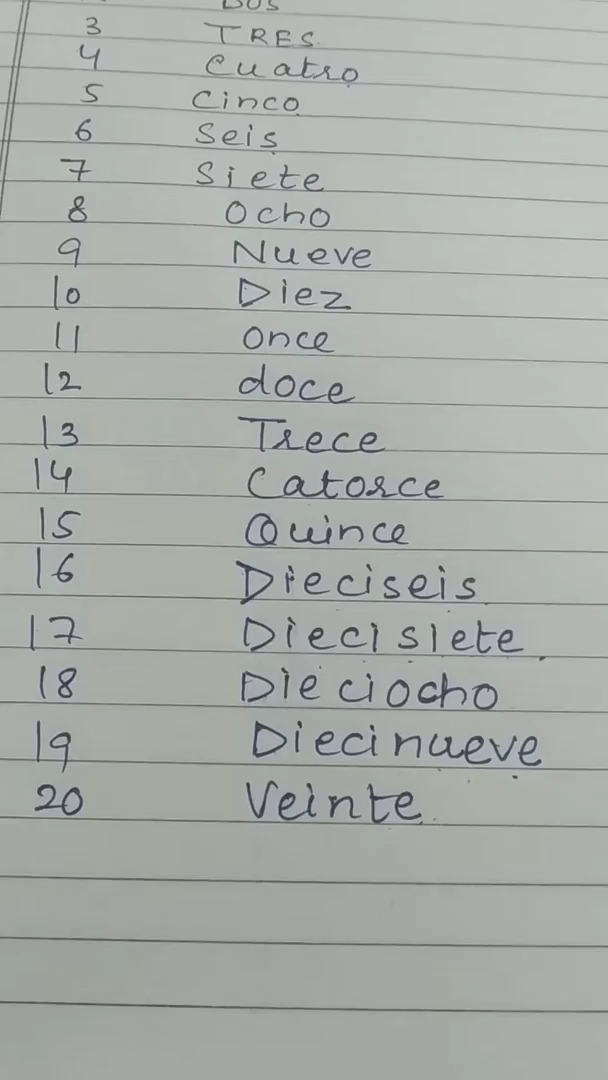 DOS
3 TRES.
4 Cuatro
5 Cinco
6 Seis
7 Siete
8 Ocho
9 Nueve
10 Diez
11 once
12 doce
13 Trece
14 Catorce
15 Quince
16 Dieciseis
17 Diecisiete.
18 Dieciocho
19 Diecinueve
20 Veinte.